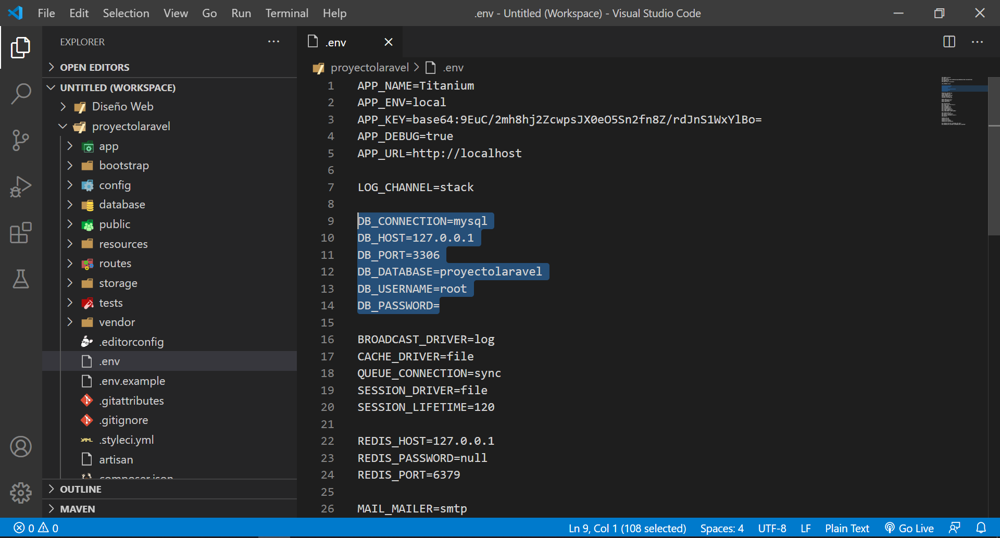 File Edit Selection View Go Run Terminal Help
.env - Untitled (Workspace) - Visual Studio Code
EXPLORER
OPEN EDITORS
UNTITLED (WORKSPACE)
Diseño Web
proyectolaravel
app
bootstrap
config
database
public
resources
routes
storage
tests
vendor
.editorconfig
.env
.env.example
.gitattributes
.gitignore
YAML .styleci.yml
artisan
composer.json
OUTLINE
MAVEN
.env
proyectolaravel > .env
1 APP_NAME=Titanium
2 APP_ENV=local
3 APP_KEY=base64:9EuC/2mh8hj2ZcwpsJX0eO5Sn2fn8Z/rdJnS1WxYlBo=
4 APP_DEBUG=true
5 APP_URL=http://localhost
6
7 LOG_CHANNEL=stack
8
9 DB_CONNECTION=mysql
10 DB_HOST=127.0.0.1
11 DB_PORT=3306
12 DB_DATABASE=proyectolaravel
13 DB_USERNAME=root
14 DB_PASSWORD=
15
16 BROADCAST_DRIVER=log
17 CACHE_DRIVER=file
18 QUEUE_CONNECTION=sync
19 SESSION_DRIVER=file
20 SESSION_LIFETIME=120
21
22 REDIS_HOST=127.0.0.1
23 REDIS_PASSWORD=null
24 REDIS_PORT=6379
25
26 MAIL_MAILER=smtp
0 0
Ln 9, Col 1 (108 selected) Spaces: 4 UTF-8 LF Plain Text Go Live